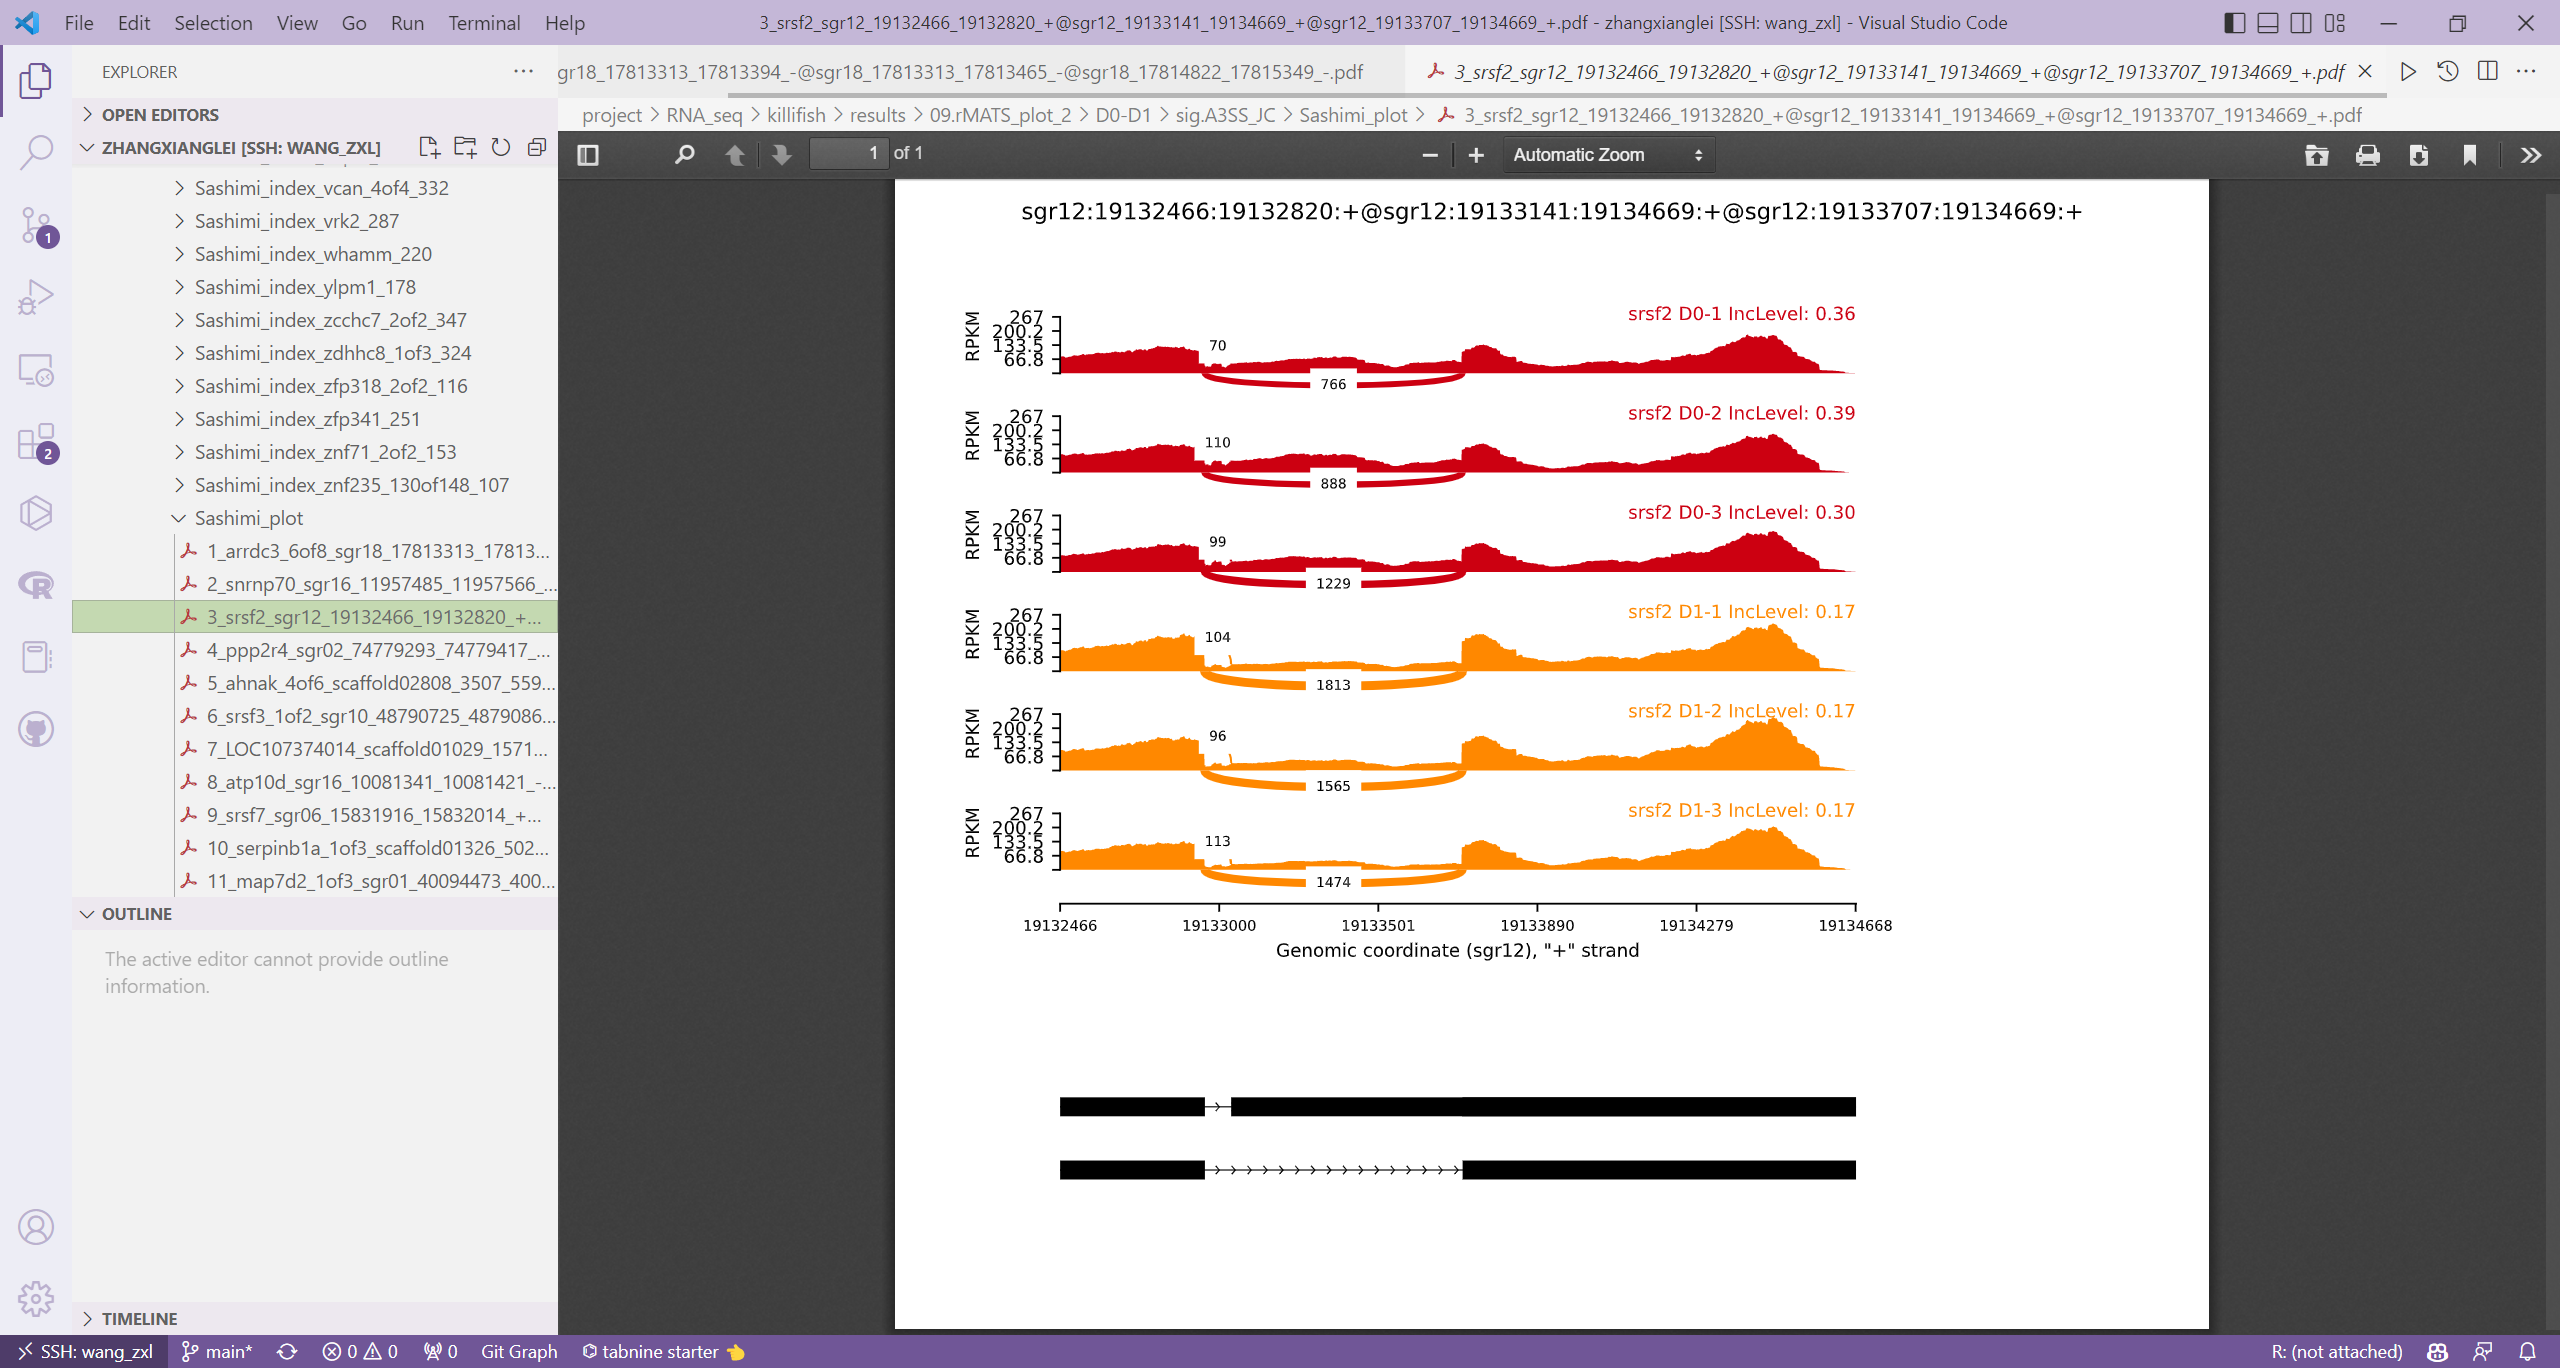 File Edit Selection View Go Run Terminal Help
3_srsf2_sgr12_19132466_19132820_+@sgr12_19133141_19134669_+@sgr12_19133707_19134669_+.pdf - zhangxianglei [SSH: wang_zxl] - Visual Studio Code
EXPLORER
gr18_17813313_17813394_-@sgr18_17813313_17813465_-@sgr18_17814822_17815349_-.pdf
3_srsf2_sgr12_19132466_19132820_+@sgr12_19133141_19134669_+@sgr12_19133707_19134669_+.pdf
OPEN EDITORS
project > RNA_seq > killifish > results > 09.rMATS_plot_2 > D0-D1 > sig.A3SS_JC > Sashimi_plot > 3_srsf2_sgr12_19132466_19132820_+@sgr12_19133141_19134669_+@sgr12_19133707_19134669_+.pdf
ZHANGXIANGLEI [SSH: WANG_ZXL]
1 of 1
Automatic Zoom
Sashimi_index_vcan_4of4_332
Sashimi_index_vrk2_287
Sashimi_index_whamm_220
Sashimi_index_ylpm1_178
Sashimi_index_zcchc7_2of2_347
Sashimi_index_zdhhc8_1of3_324
Sashimi_index_zfp318_2of2_116
Sashimi_index_zfp341_251
Sashimi_index_znf71_2of2_153
Sashimi_index_znf235_130of148_107
Sashimi_plot
1_arrdc3_6of8_sgr18_17813313_17813...
2_snrnp70_sgr16_11957485_11957566_...
3_srsf2_sgr12_19132466_19132820_+...
4_ppp2r4_sgr02_74779293_74779417_...
5_ahnak_4of6_scaffold02808_3507_559...
6_srsf3_1of2_sgr10_48790725_4879086...
7_LOC107374014_scaffold01029_1571...
8_atp10d_sgr16_10081341_10081421_-...
9_srsf7_sgr06_15831916_15832014_+...
10_serpinb1a_1of3_scaffold01326_502...
11_map7d2_1of3_sgr01_40094473_400...
OUTLINE
The active editor cannot provide outline
information.
TIMELINE
1
2
sgr12:19132466:19132820:+@sgr12:19133141:19134669:+@sgr12:19133707:19134669:+
RPKM
267
200.2
133.5
66.8
70
766
srsf2 D0-1 IncLevel: 0.36
RPKM
267
200.2
133.5
66.8
110
888
srsf2 D0-2 IncLevel: 0.39
RPKM
267
200.2
133.5
66.8
99
1229
srsf2 D0-3 IncLevel: 0.30
RPKM
267
200.2
133.5
66.8
104
1813
srsf2 D1-1 IncLevel: 0.17
RPKM
267
200.2
133.5
66.8
96
1565
srsf2 D1-2 IncLevel: 0.17
RPKM
267
200.2
133.5
66.8
113
1474
srsf2 D1-3 IncLevel: 0.17
19132466 19133000 19133501 19133890 19134279 19134668
Genomic coordinate (sgr12), "+" strand
SSH: wang_zxl main* 0 0 0 Git Graph tabnine starter R: (not attached)